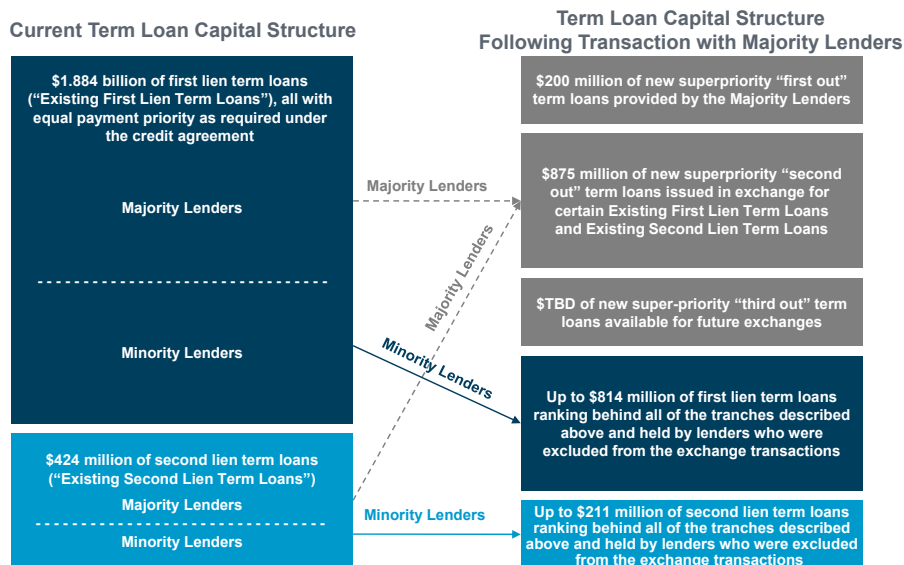 Current Term Loan Capital Structure
Term Loan Capital Structure
Following Transaction with Majority Lenders
$1.884 billion of first lien term loans
(“Existing First Lien Term Loans”), all with
equal payment priority as required under
the credit agreement
Majority Lenders
Minority Lenders
$424 million of second lien term loans
(“Existing Second Lien Term Loans”)
Majority Lenders
Minority Lenders
Majority Lenders
Majority Lenders
Minority Lenders
Minority Lenders
$200 million of new superpriority “first out”
term loans provided by the Majority Lenders
$875 million of new superpriority “second
out” term loans issued in exchange for
certain Existing First Lien Term Loans
and Existing Second Lien Term Loans
$TBD of new super-priority “third out” term
loans available for future exchanges
Up to $814 million of first lien term loans
ranking behind all of the tranches described
above and held by lenders who were
excluded from the exchange transactions
Up to $211 million of second lien term loans
ranking behind all of the tranches described
above and held by lenders who were excluded
from the exchange transactions